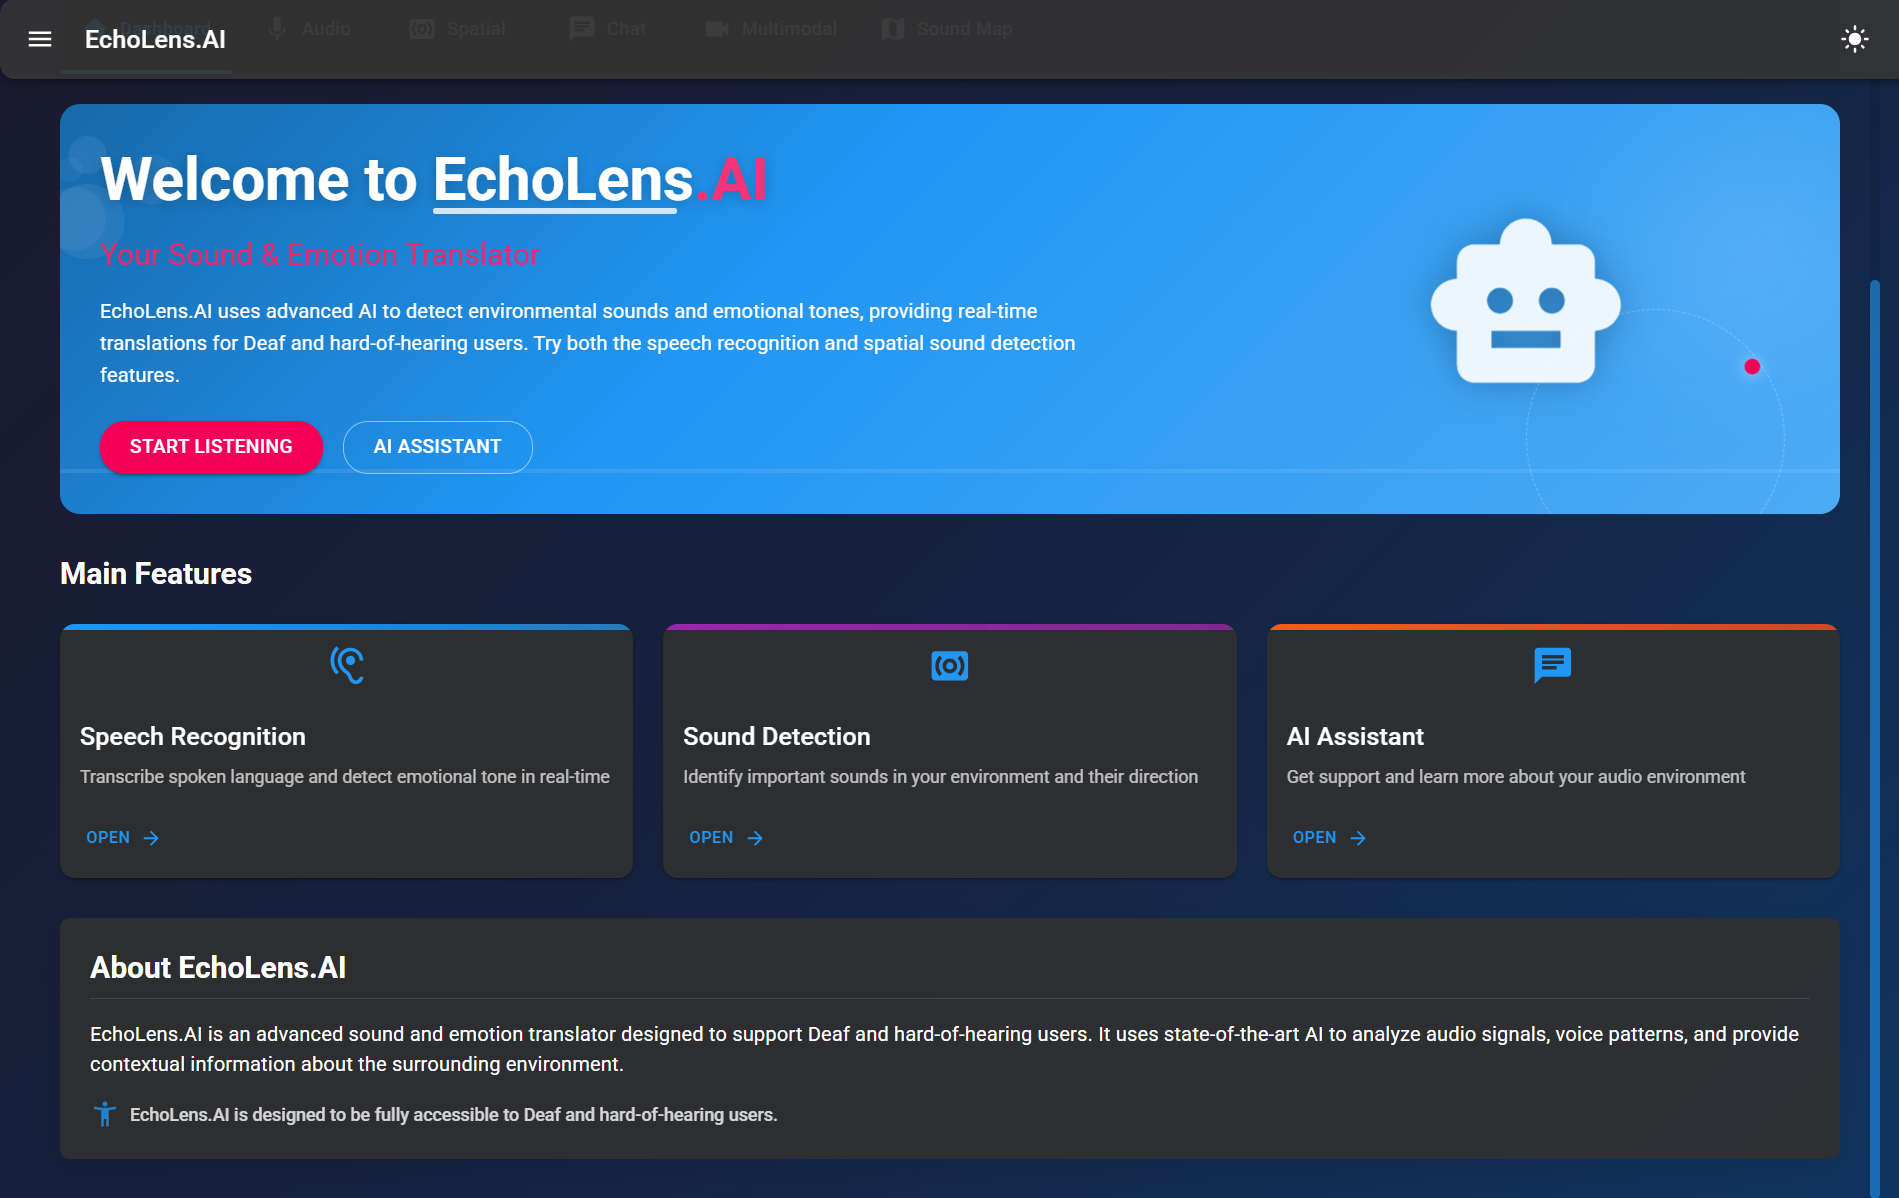 Dashboard Audio Spatial Chat Multimodal Sound Map
EchoLens.AI
Welcome to EchoLens.AI
Your Sound & Emotion Translator
EchoLens.AI uses advanced AI to detect environmental sounds and emotional tones, providing real-time
translations for Deaf and hard-of-hearing users. Try both the speech recognition and spatial sound detection
features.
START LISTENING
AI ASSISTANT
Main Features
Speech Recognition
Transcribe spoken language and detect emotional tone in real-time
OPEN
Sound Detection
Identify important sounds in your environment and their direction
OPEN
AI Assistant
Get support and learn more about your audio environment
OPEN
About EchoLens.AI
EchoLens.AI is an advanced sound and emotion translator designed to support Deaf and hard-of-hearing users. It uses state-of-the-art AI to analyze audio signals, voice patterns, and provide
contextual information about the surrounding environment.
EchoLens.AI is designed to be fully accessible to Deaf and hard-of-hearing users.